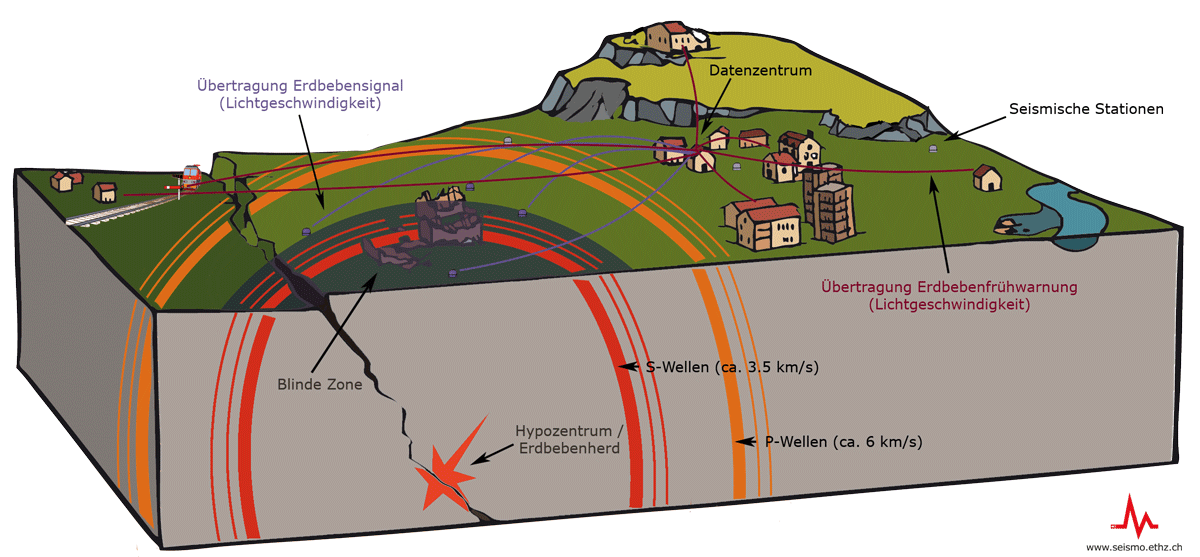 Datenzentrum
Übertragung Erdbebensignal
(Lichtgeschwindigkeit)
Seismische Stationen
Übertragung Erdbebenfrühwarnung
(Lichtgeschwindigkeit)
Blinde Zone
S-Wellen (ca. 3.5 km/s)
Hypozentrum /
Erdbebenherd
P-Wellen (ca. 6 km/s)
www.seismo.ethz.ch